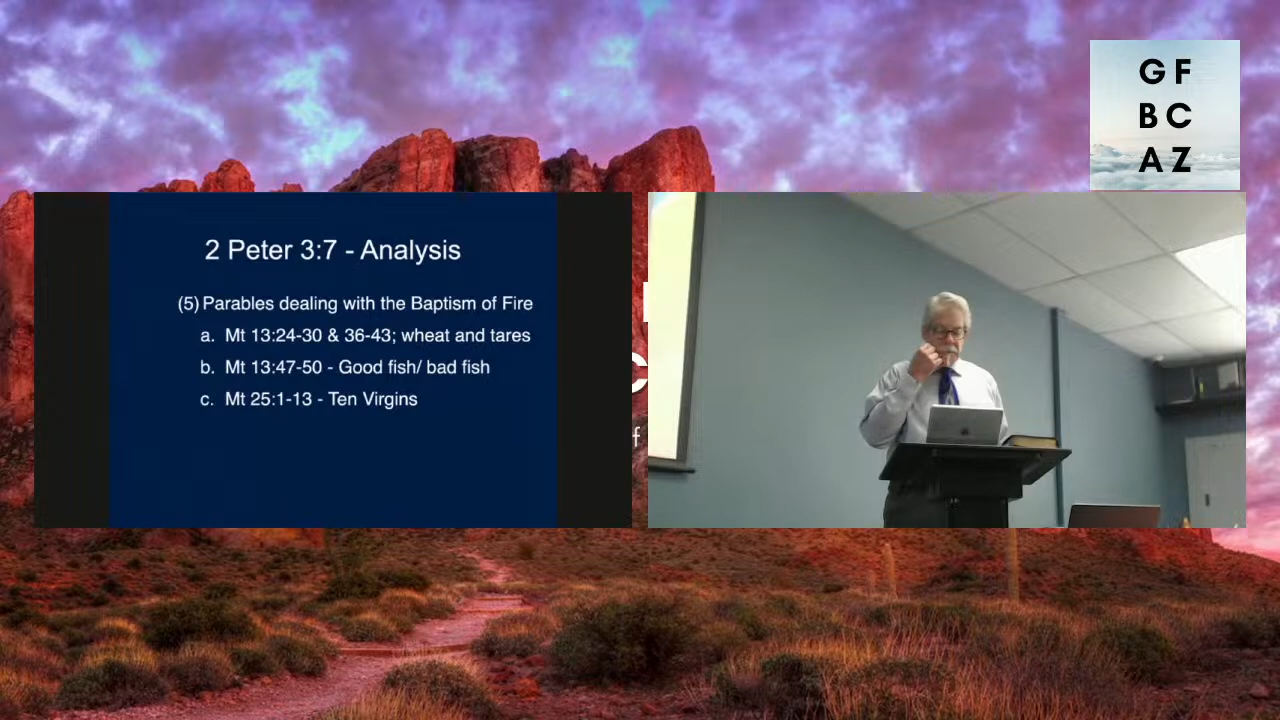 G F
B C
A Z
2 Peter 3:7 - Analysis
(5) Parables dealing with the Baptism of Fire
a. Mt 13:24-30 & 36-43; wheat and tares
b. Mt 13:47-50 - Good fish/ bad fish
c. Mt 25:1-13 - Ten Virgins